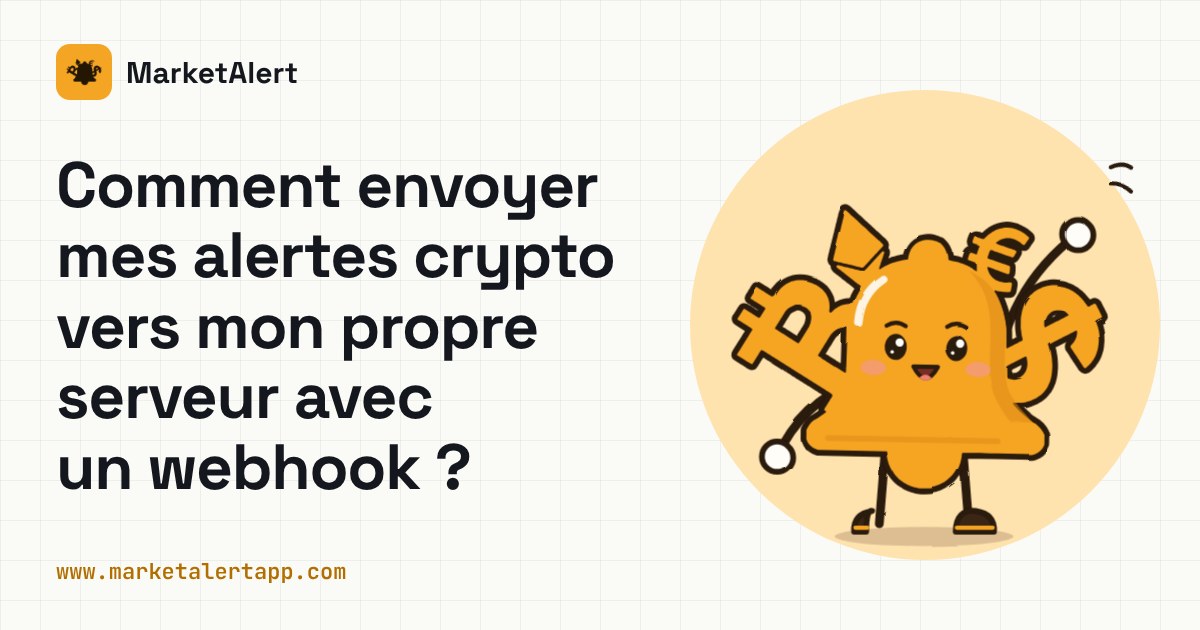 MarketAlert
Comment envoyer
mes alertes crypto
vers mon propre
serveur avec
un webhook ?
www.marketalertapp.com